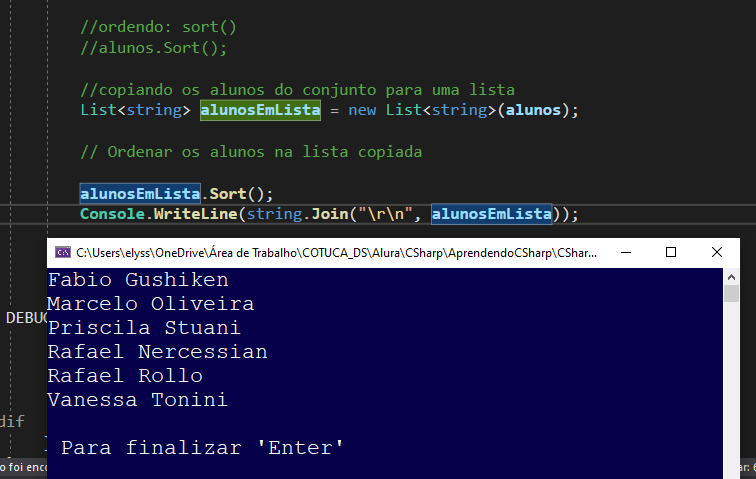 //ordendo: sort()
//alunos.Sort();
//copiando os alunos do conjunto para uma lista
List<string> alunosEmLista = new List<string>(alunos);
// Ordenar os alunos na lista copiada
alunosEmLista.Sort();
Console.WriteLine(string.Join("\r\n", alunosEmLista));
C:\Users\elyss\OneDrive\Área de Trabalho\COTUCA_DS\Alura\CSharp\AprendendoCSharp\CShar...
Fabio Gushiken
Marcelo Oliveira
DEBUG
Priscila Stuani
Rafael Nercessian
Rafael Rollo
Vanessa Tonini
dif
Para finalizar 'Enter'
o foi enco
ar: 6